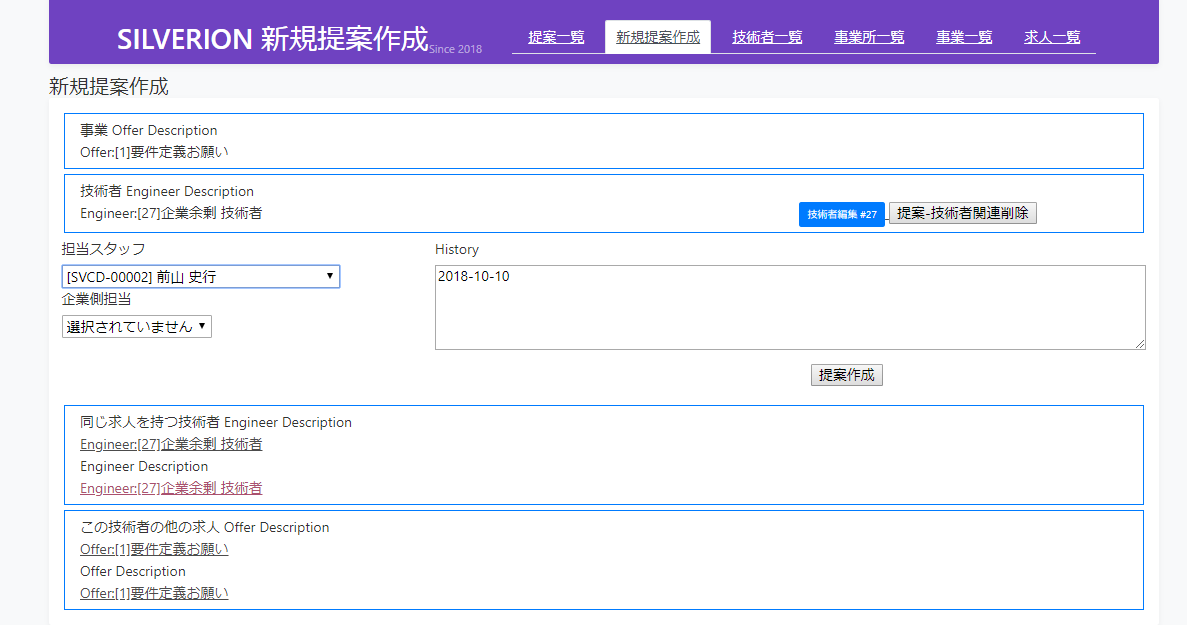 SILVERION 新規提案作成 Since 2018 提案一覧 新規提案作成 技術者一覧 事業所一覧 事業一覧 求人一覧
新規提案作成
事業 Offer Description
Offer:[1]要件定義お願い
技術者 Engineer Description
Engineer:[27]企業余剰 技術者 技術者編集 #27 提案-技術者関連削除
担当スタッフ History
[SVCD-00002] 前山 史行 2018-10-10
企業側担当
選択されていません
提案作成
同じ求人を持つ技術者 Engineer Description
Engineer:[27]企業余剰 技術者
Engineer Description
Engineer:[27]企業余剰 技術者
この技術者の他の求人 Offer Description
Offer:[1]要件定義お願い
Offer Description
Offer:[1]要件定義お願い